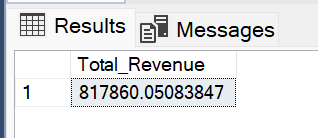 Results Messages
Total_Revenue
1 817860.05083847